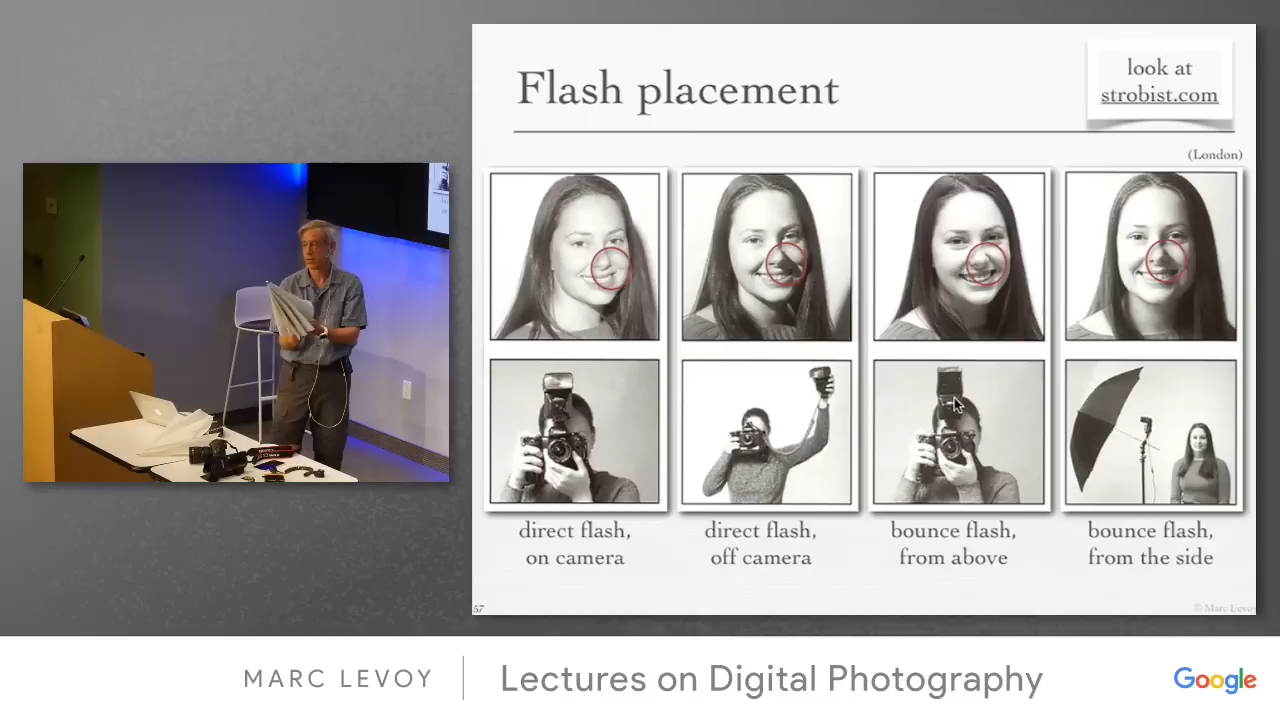 Flash placement
look at
strobist.com
(London)
direct flash,
on camera
direct flash,
off camera
bounce flash,
from above
bounce flash,
from the side
57
© Marc Levoy
MARC LEVOY
Lectures on Digital Photography
Google